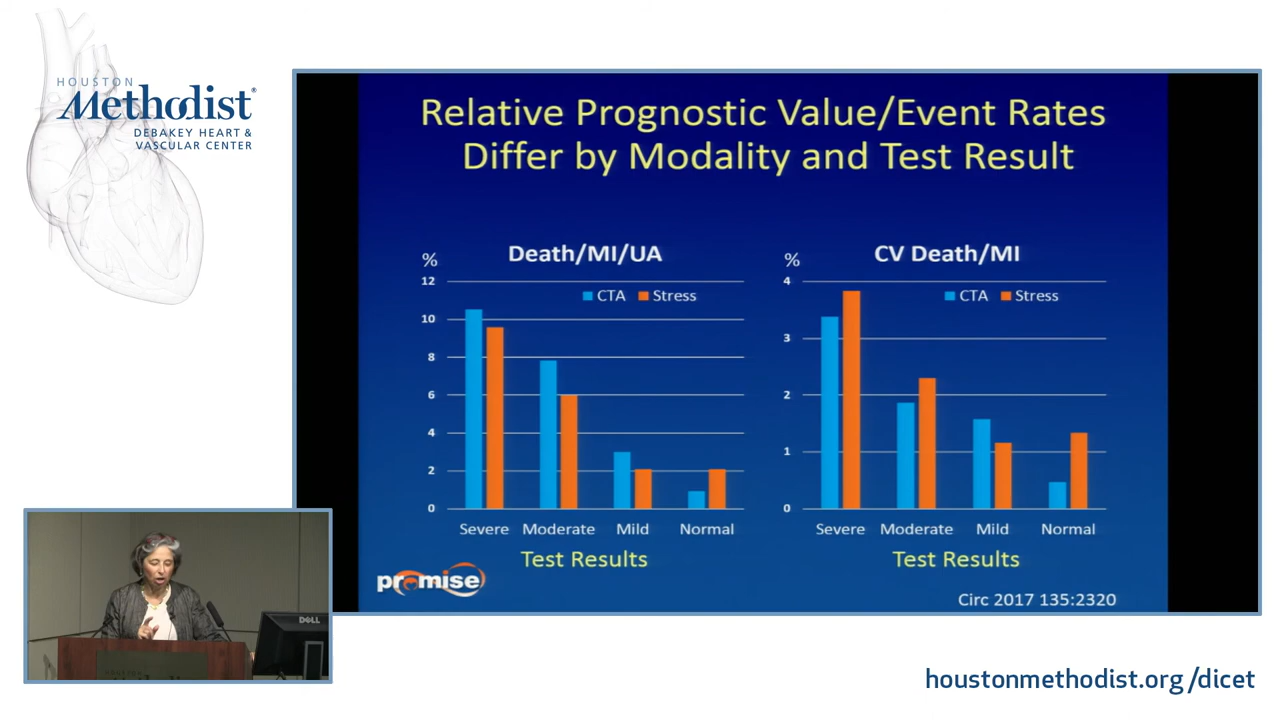 HOUSTON
Methodist®
DEBAKEY HEART &
VASCULAR CENTER
Relative Prognostic Value/Event Rates
Differ by Modality and Test Result
Death/MI/UA
%
12
CTA Stress
10
8
6
4
2
0
Severe Moderate Mild Normal
Test Results
CV Death/MI
%
4
CTA Stress
3
2
1
0
Severe Moderate Mild Normal
Test Results
promise
Circ 2017 135:2320
DELL
houstonmethodist.org/dicet